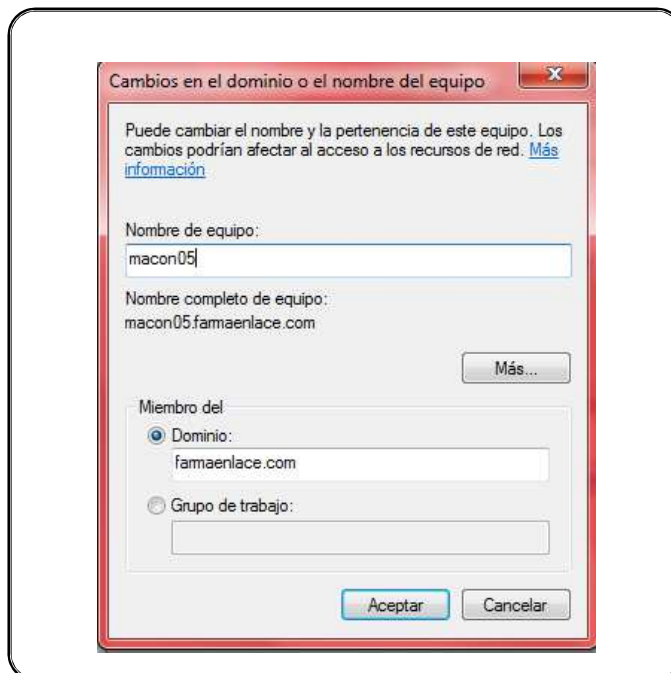 Cambios en el dominio o el nombre del equipo
Puede cambiar el nombre y la pertenencia de este equipo. Los
cambios podrían afectar al acceso a los recursos de red. Más
información
Nombre de equipo:
macon05
Nombre completo de equipo:
macon05.farmaenlace.com
Más...
Miembro del
Dominio:
farmaenlace.com
Grupo de trabajo:
Aceptar
Cancelar